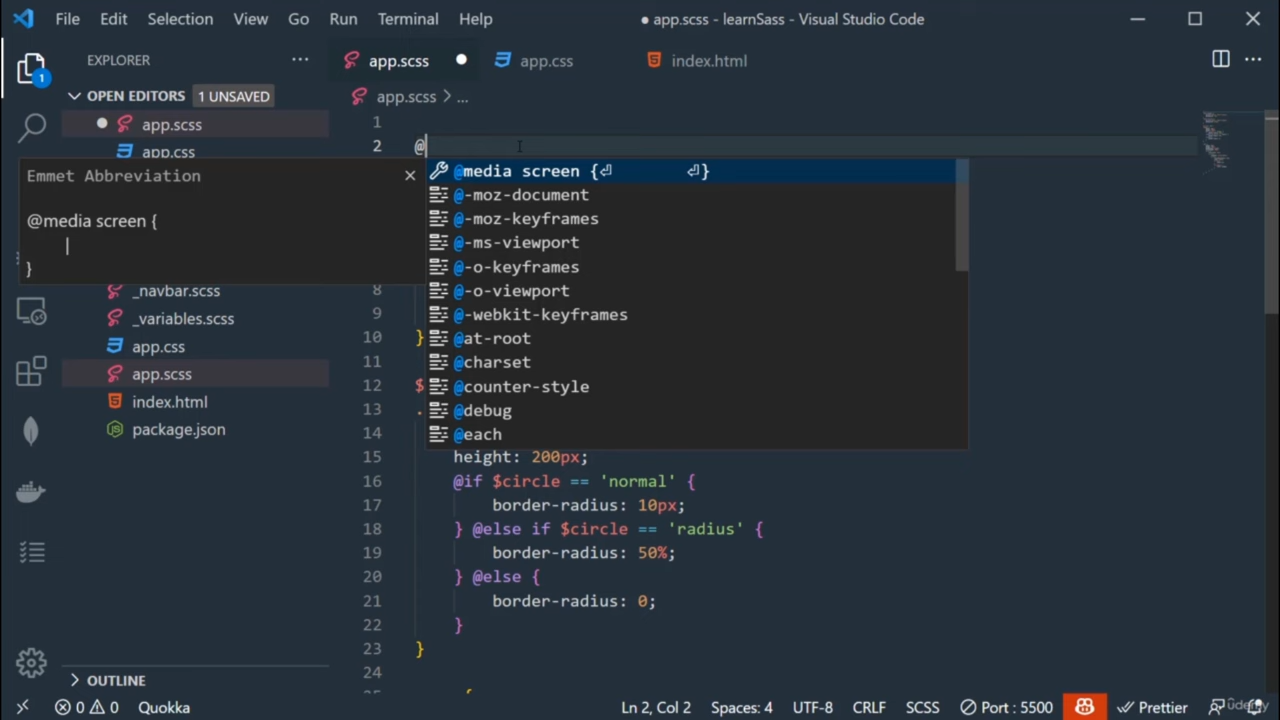 File Edit Selection View Go Run Terminal Help ● app.scss - learnSass - Visual Studio Code
EXPLORER ...
app.scss ● app.css index.html ...
OPEN EDITORS 1 UNSAVED
app.scss > ...
● app.scss
app.css
1
2 @
Emmet Abbreviation
@media screen {
}
@media screen {⏎ ⏎}
@-moz-document
@-moz-keyframes
@-ms-viewport
@-o-keyframes
@-o-viewport
@-webkit-keyframes
@at-root
@charset
@counter-style
@debug
@each
1
_navbar.scss
_variables.scss
app.css
app.scss
index.html
package.json
8
9
10 }
11
12 $
13 .
14
15 height: 200px;
16 @if $circle == 'normal' {
17 border-radius: 10px;
18 } @else if $circle == 'radius' {
19 border-radius: 50%;
20 } @else {
21 border-radius: 0;
22 }
23 }
24
OUTLINE
0 0 Quokka Ln 2, Col 2 Spaces: 4 UTF-8 CRLF SCSS Port : 5500 Prettier
udemy